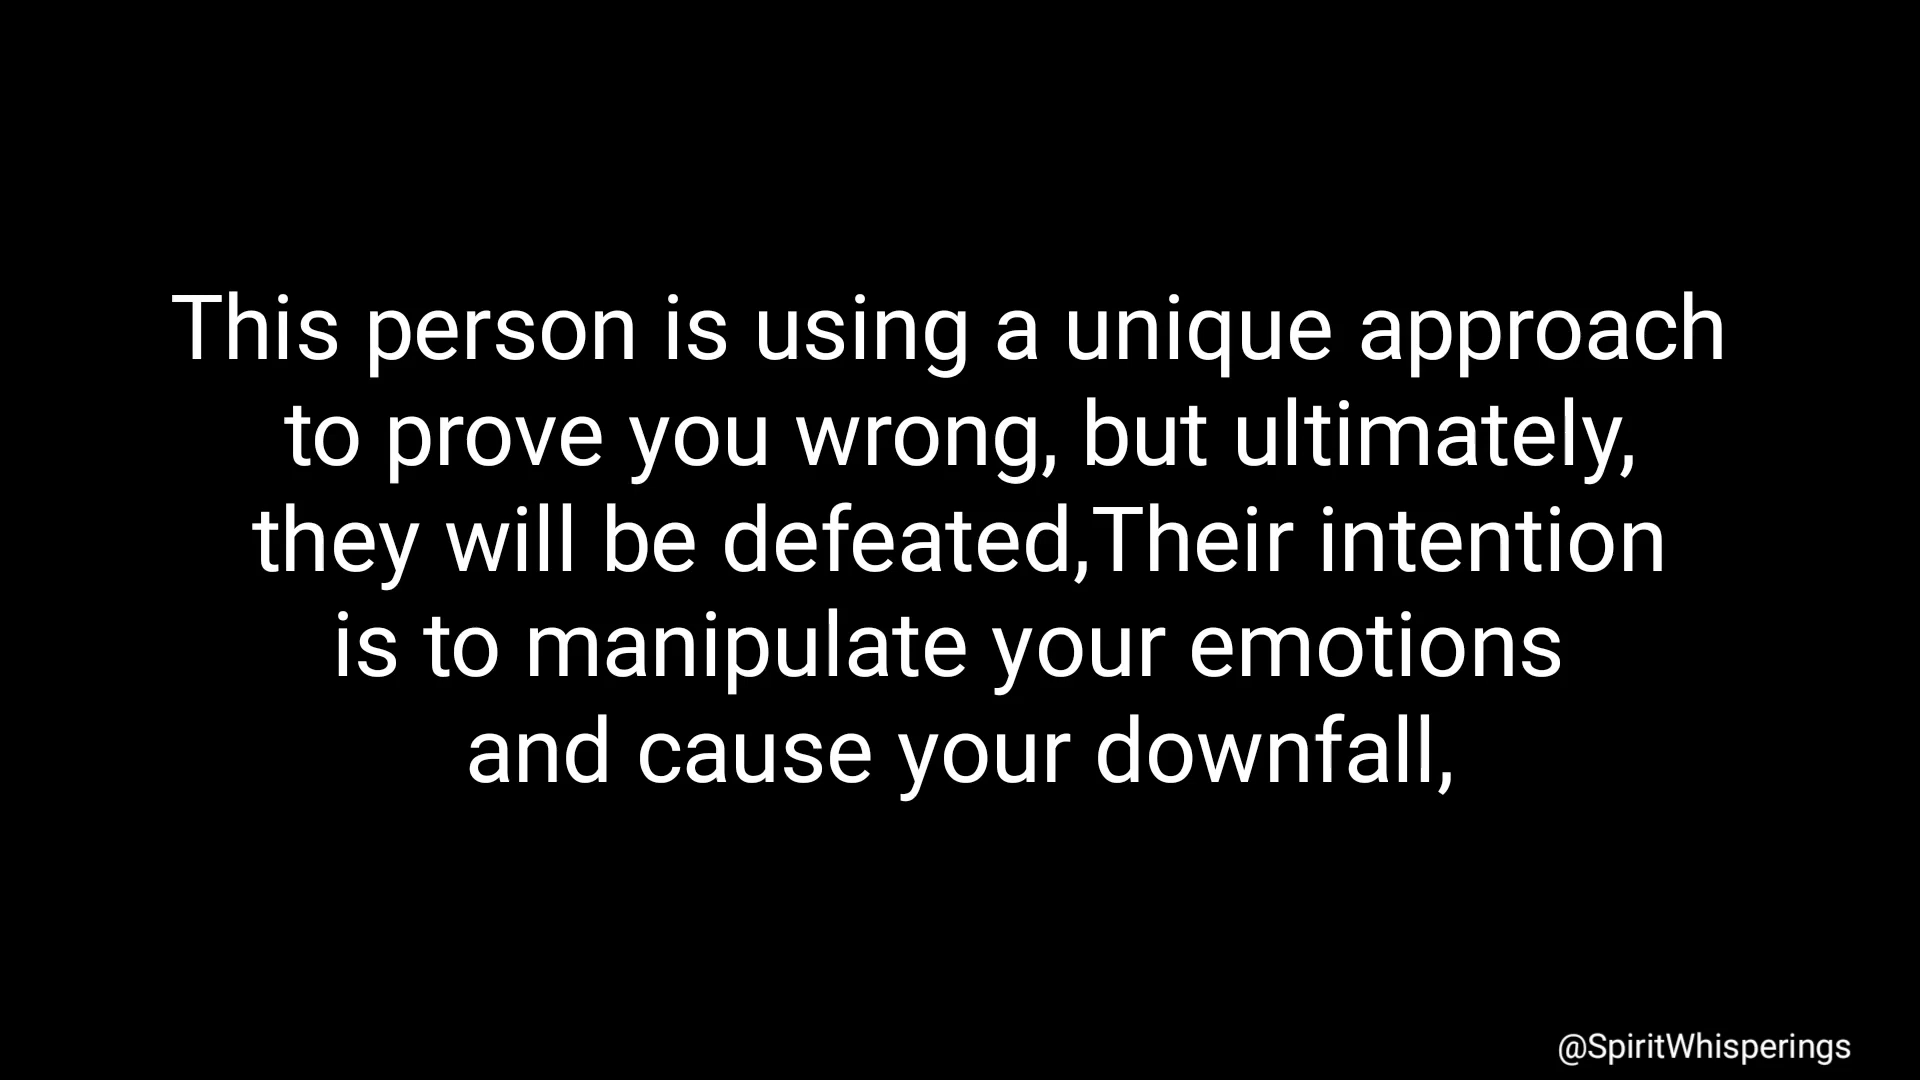 This person is using a unique approach
to prove you wrong, but ultimately,
they will be defeated,Their intention
is to manipulate your emotions
and cause your downfall,
@SpiritWhisperings